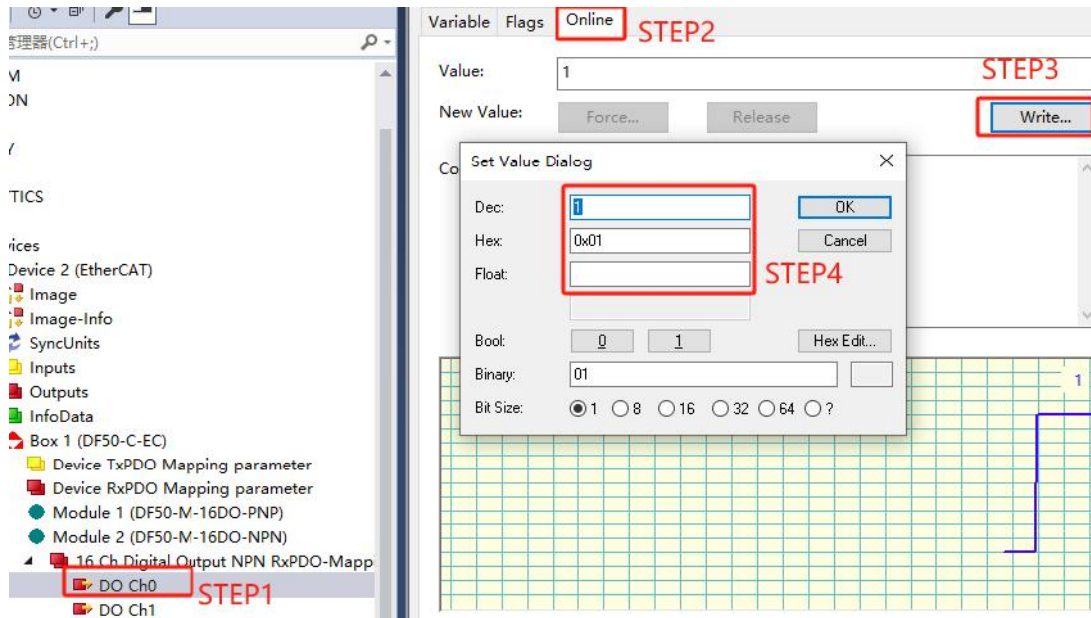 管理器(Ctrl+;)
M
ON
Y
TICS
vices
Device 2 (EtherCAT)
Image
Image-Info
SyncUnits
Inputs
Outputs
InfoData
Box 1 (DF50-C-EC)
Device TxPDO Mapping parameter
Device RxPDO Mapping parameter
Module 1 (DF50-M-16DO-PNP)
Module 2 (DF50-M-16DO-NPN)
16 Ch Digital Output NPN RxPDO-Mapp
DO Ch0
STEP1
DO Ch1
Variable Flags Online
STEP2
Value: 1
STEP3
New Value: Force... Release Write...
Co
Set Value Dialog
Dec: 1 OK
Hex: 0x01 Cancel
Float:
STEP4
Bool: 0 1 Hex Edit...
Binary: 01
Bit Size: 1 8 16 32 64 ?
1